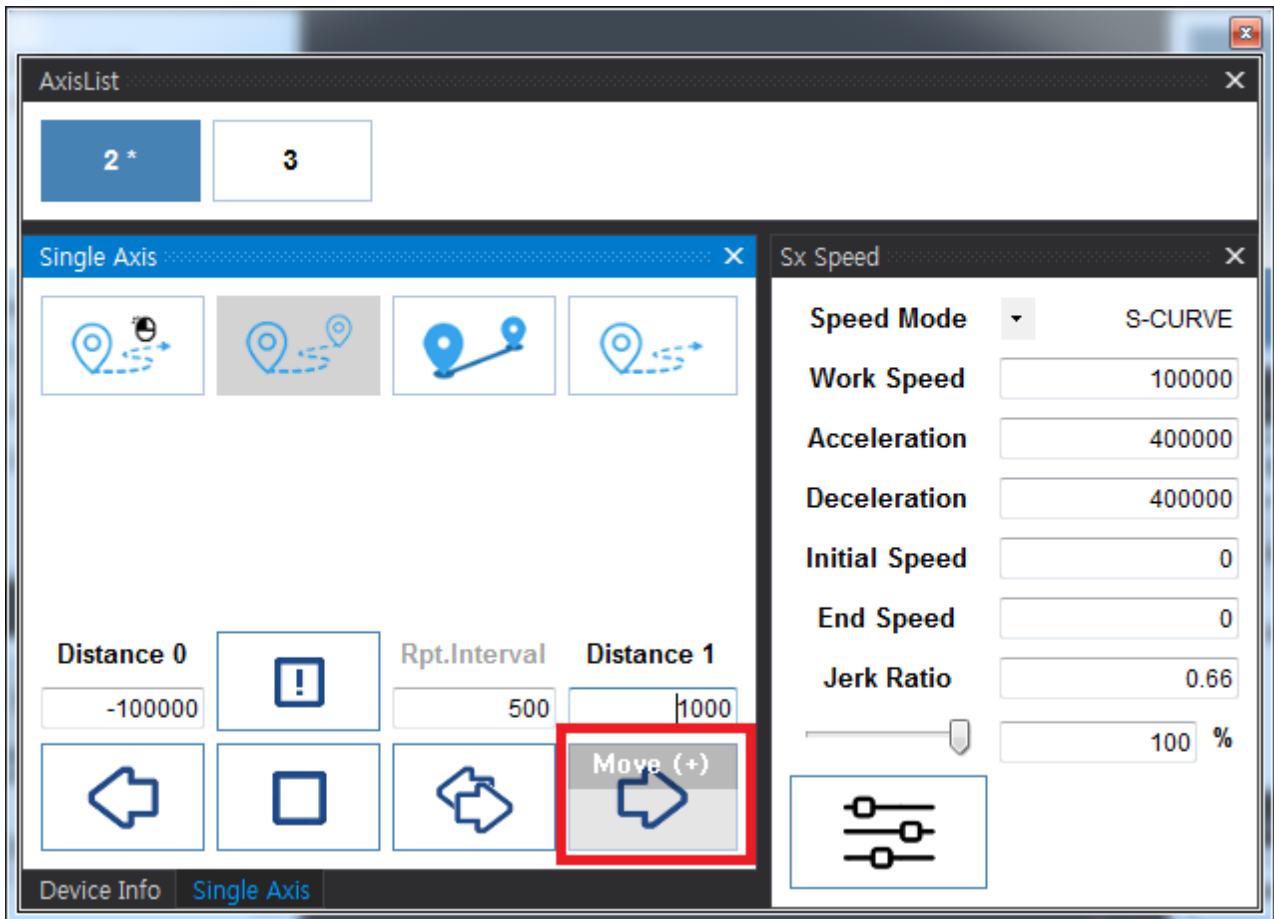 AxisList
2 *
3
Single Axis
Distance 0
-100000
!
Rpt.Interval
500
Distance 1
1000
Move (+)
Device Info
Single Axis
Sx Speed
Speed Mode
S-CURVE
Work Speed
100000
Acceleration
400000
Deceleration
400000
Initial Speed
0
End Speed
0
Jerk Ratio
0.66
100 %